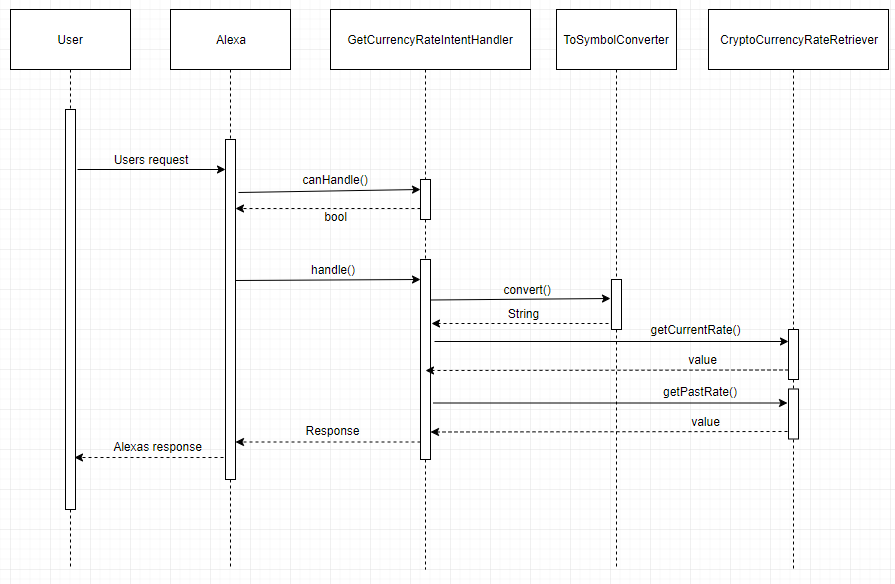 User
Alexa
GetCurrencyRateIntentHandler
ToSymbolConverter
CryptoCurrencyRateRetriever
Users request
canHandle()
bool
handle()
convert()
String
getCurrentRate()
value
getPastRate()
value
Response
Alexas response